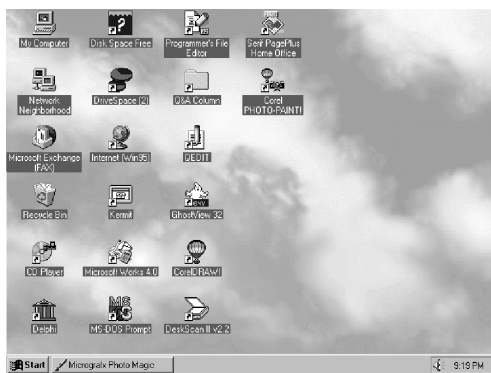 My Computer
Disk Space Free
Programmer's File
Editor
Serif PagePlus
Home Office
Network
Neighborhood
DriveSpace (2)
Q&A Column
Corel
PHOTO-PAINT!
Microsoft Exchange
(FAX)
Internet (Win95)
QEDIT
Recycle Bin
Kermit
GhostView 32
CD Player
Microsoft Works 4.0
CorelDRAW!
Delphi
MS-DOS Prompt
DeskScan II v2.2
Start
Micrografx Photo Magic
9:19 PM